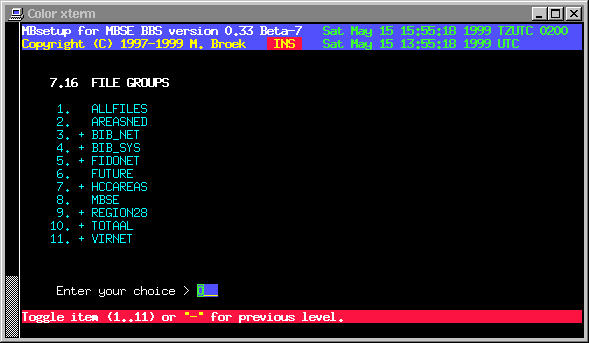 Color xterm
MBsetup for MBSE BBS version 0.33 Beta-7 Sat May 15 15:55:18 1999 TZUTC 0200
Copyright (C) 1997-1999 M. Broek INS Sat May 15 13:55:18 1999 UTC
7.16 FILE GROUPS
1. ALLFILES
2. AREASNED
3. + BIB_NET
4. + BIB_SYS
5. + FIDONET
6. FUTURE
7. + HCCAREAS
8. MBSE
9. + REGION28
10. + TOTAAL
11. + VIRNET
Enter your choice > 0__
Toggle item (1..11) or "-" for previous level.